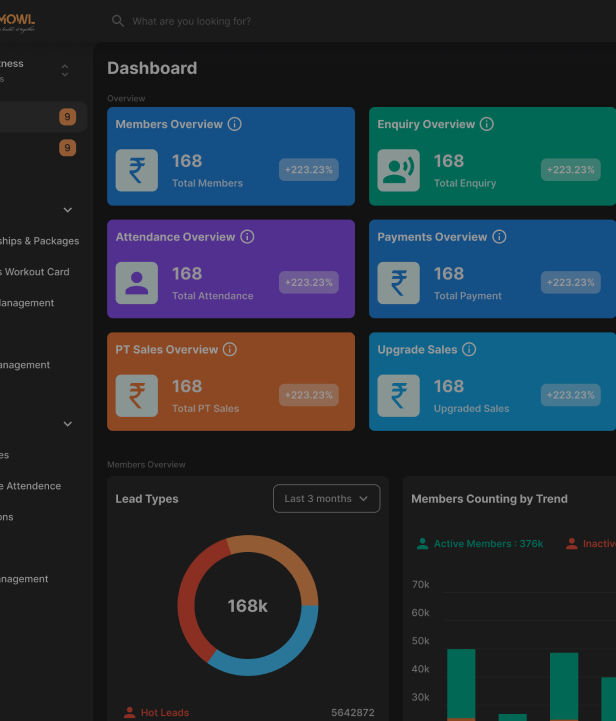 MOWL
What are you looking for?
tness
s
9
9
ships & Packages
s Workout Card
Management
anagement
es
e Attendence
ons
nagement
Dashboard
Overview
Members Overview
168
Total Members
+223.23%
Enquiry Overview
168
Total Enquiry
+223.23%
Attendance Overview
168
Total Attendance
+223.23%
Payments Overview
₹
168
Total Payment
+223.23%
PT Sales Overview
₹
168
Total PT Sales
+223.23%
Upgrade Sales
₹
168
Upgraded Sales
+223.23%
Members Overview
Lead Types
Last 3 months
168k
Hot Leads
5642872
Members Counting by Trend
Active Members : 376k
Inactive
70k
60k
50k
40k
30k